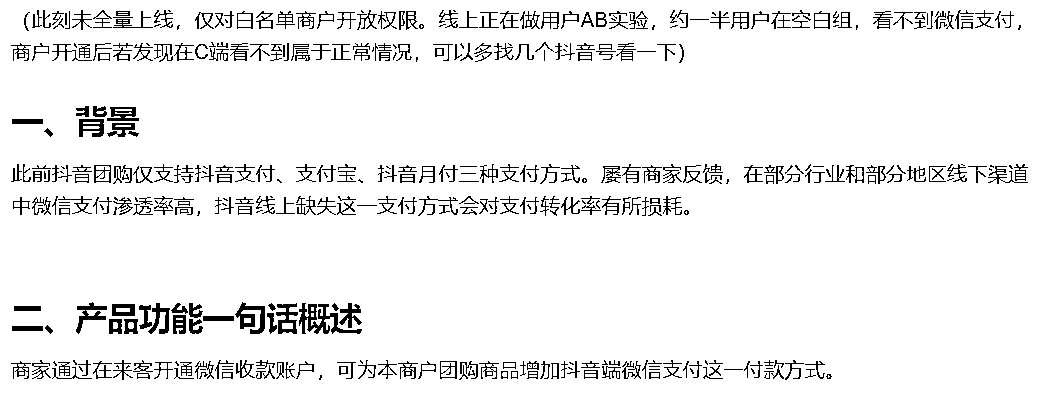 （此刻未全量上线，仅对白名单商户开放权限。线上正在做用户AB实验，约一半用户在空白组，看不到微信支付，
商户开通后若发现在C端看不到属于正常情况，可以多找几个抖音号看一下）
一、背景
此前抖音团购仅支持抖音支付、支付宝、抖音月付三种支付方式。屡有商家反馈，在部分行业和部分地区线下渠道
中微信支付渗透率高，抖音线上缺失这一支付方式会对支付转化率有所损耗。
二、产品功能一句话概述
商家通过在来客开通微信收款账户，可为本商户团购商品增加抖音端微信支付这一付款方式。